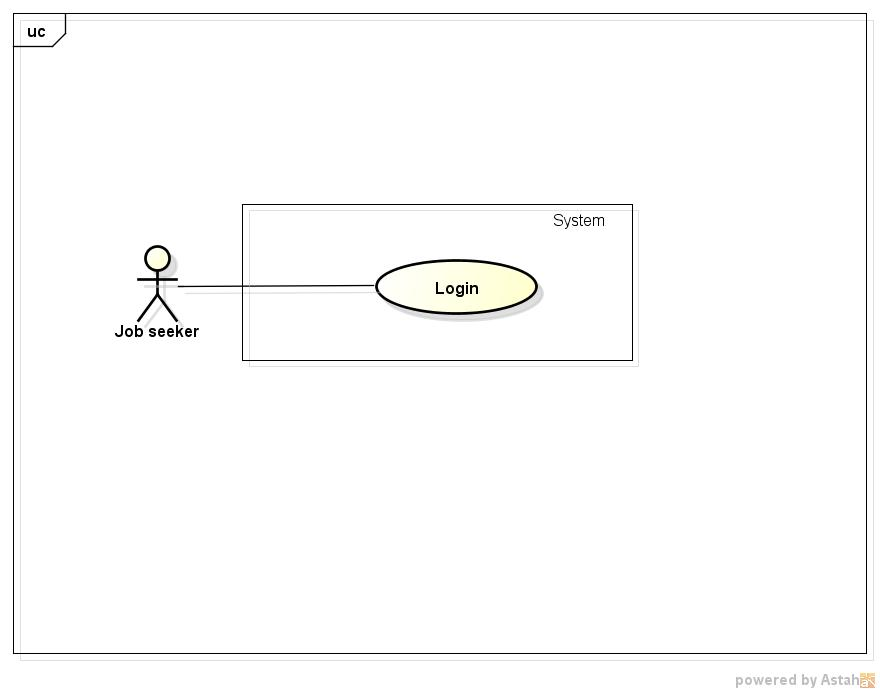 uc
System
Login
Job seeker
powered by Astah